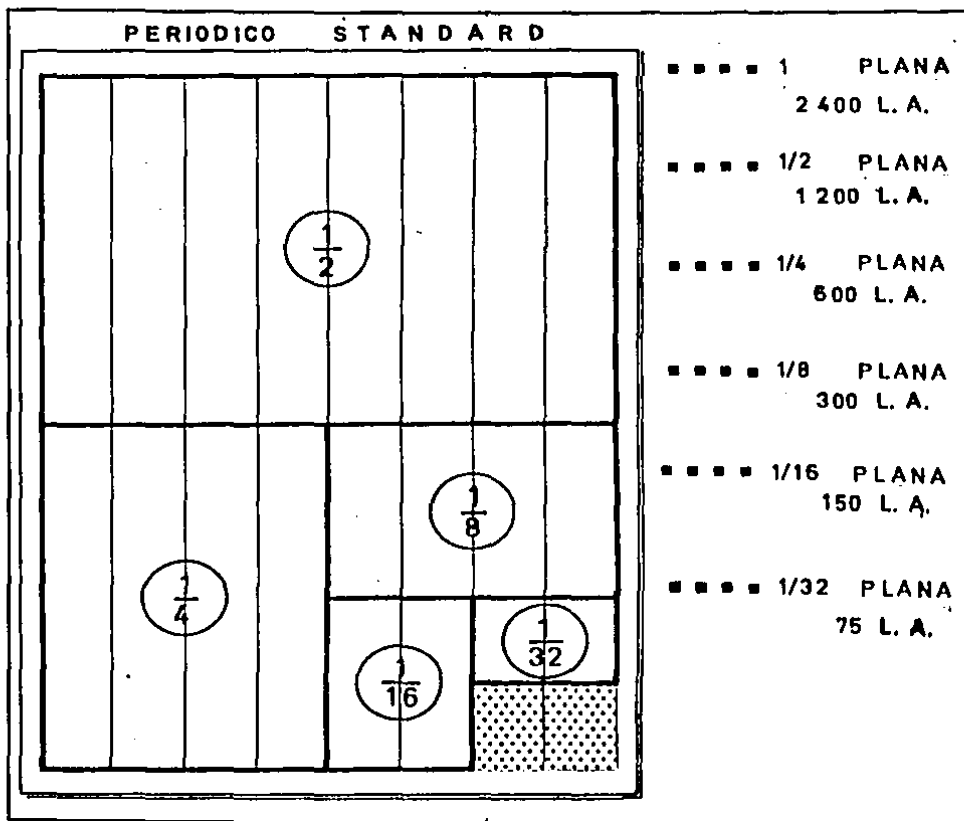 PERIODICO STANDARD
1 PLANA
2 400 L. A.
1/2 PLANA
1 200 L. A.
1/4 PLANA
600 L. A.
1/8 PLANA
300 L. A.
1/16 PLANA
150 L. A.
1/32 PLANA
75 L. A.
1/2
1/4
1/8
1/16
1/32